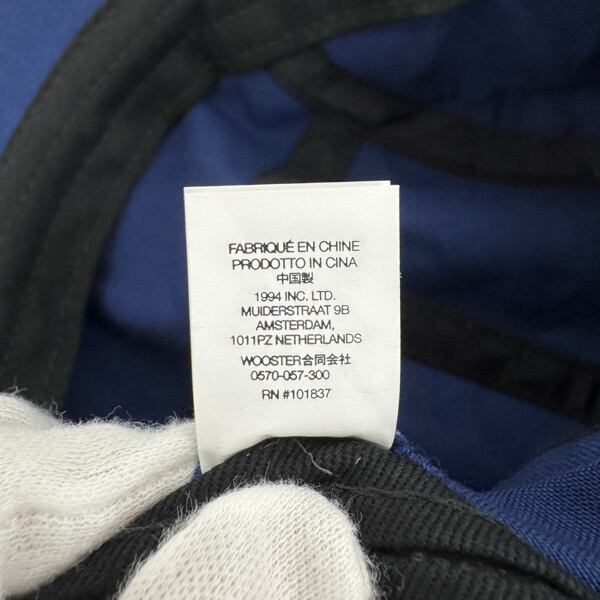 FABRIQUÉ EN CHINE
PRODOTTO IN CINA
中国製
1994 INC. LTD.
MUIDERSTRAAT 9B
AMSTERDAM,
1011PZ NETHERLANDS
WOOSTER合同会社
0570-057-300
RN #101837